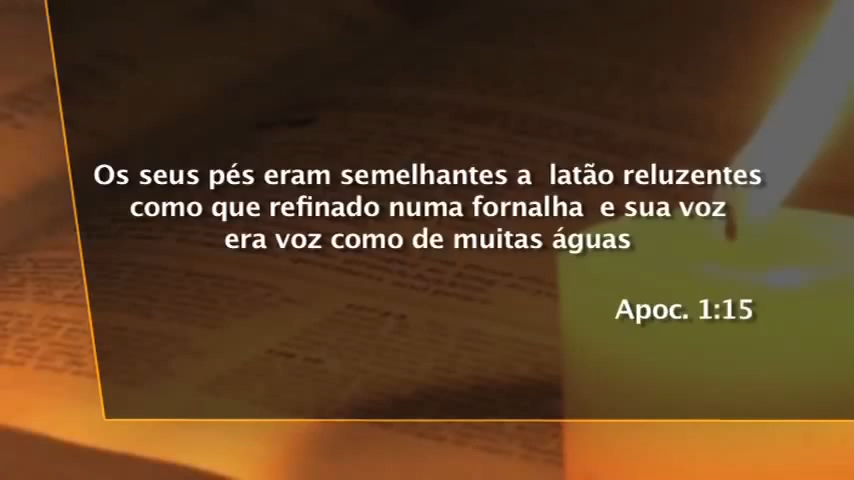 Os seus pés eram semelhantes a latão reluzentes
como que refinado numa fornalha e sua voz
era voz como de muitas águas
Apoc. 1:15